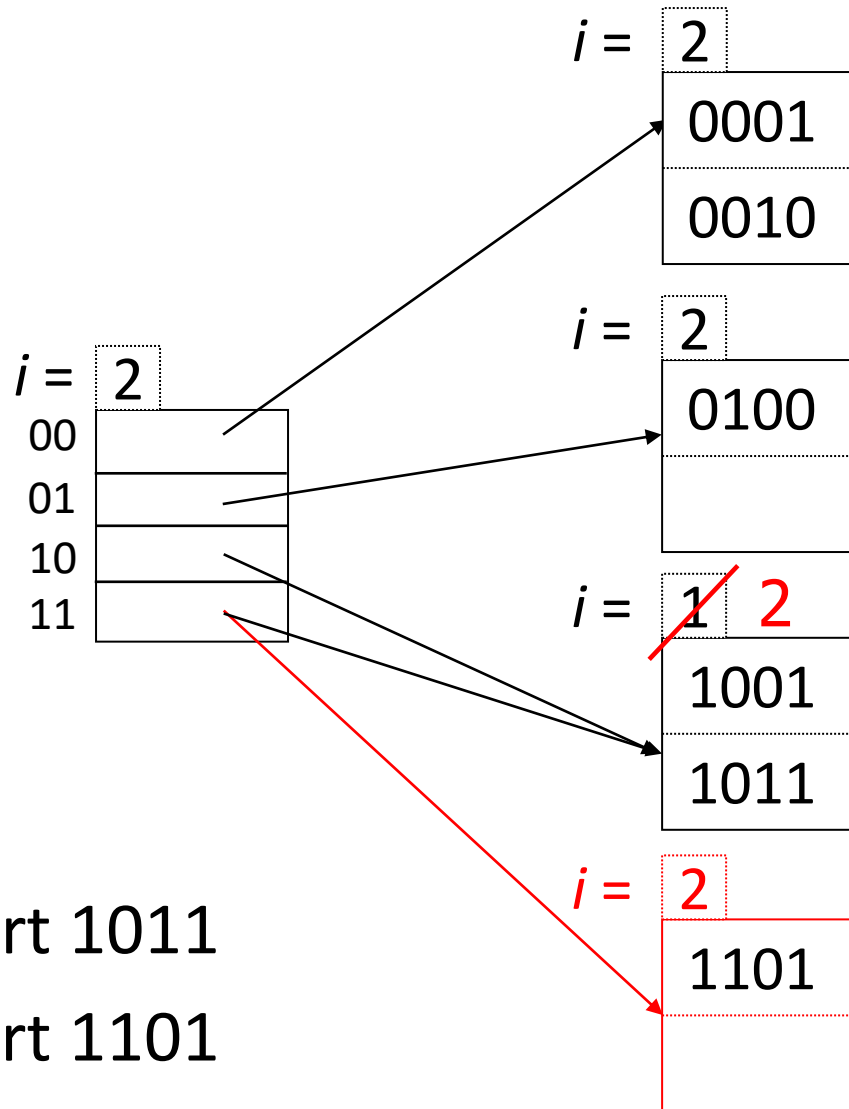 i = 2
0001
0010
i = 2
0100
i = 2
00
01
10
11
i = 1 2
1001
1011
i = 2
1101
rt 1011
rt 1101